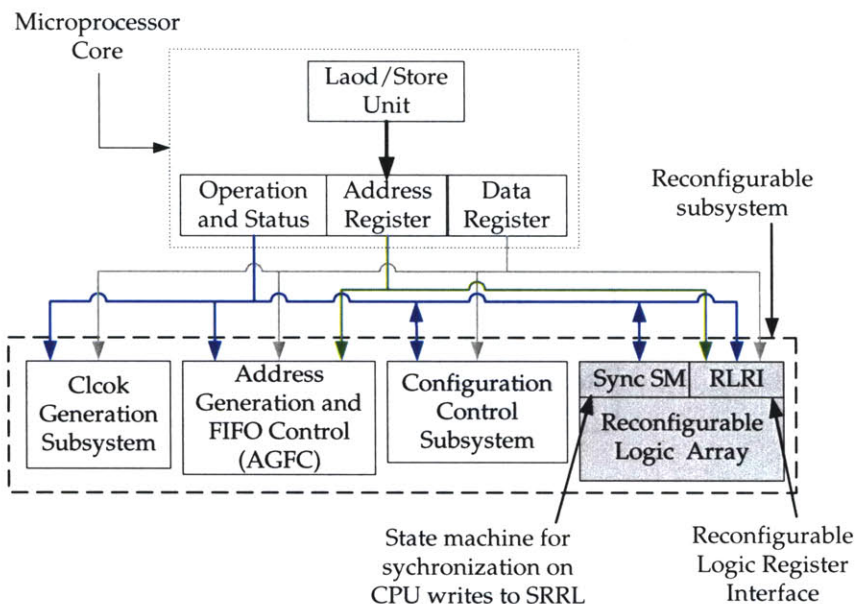 Microprocessor
Core
Laod/Store
Unit
Operation
and Status
Address
Register
Data
Register
Reconfigurable
subsystem
Clcok
Generation
Subsystem
Address
Generation and
FIFO Control
(AGFC)
Configuration
Control
Subsystem
Sync SM
RLRI
Reconfigurable
Logic Array
State machine for
sychronization on
CPU writes to SRRL
Reconfigurable
Logic Register
Interface